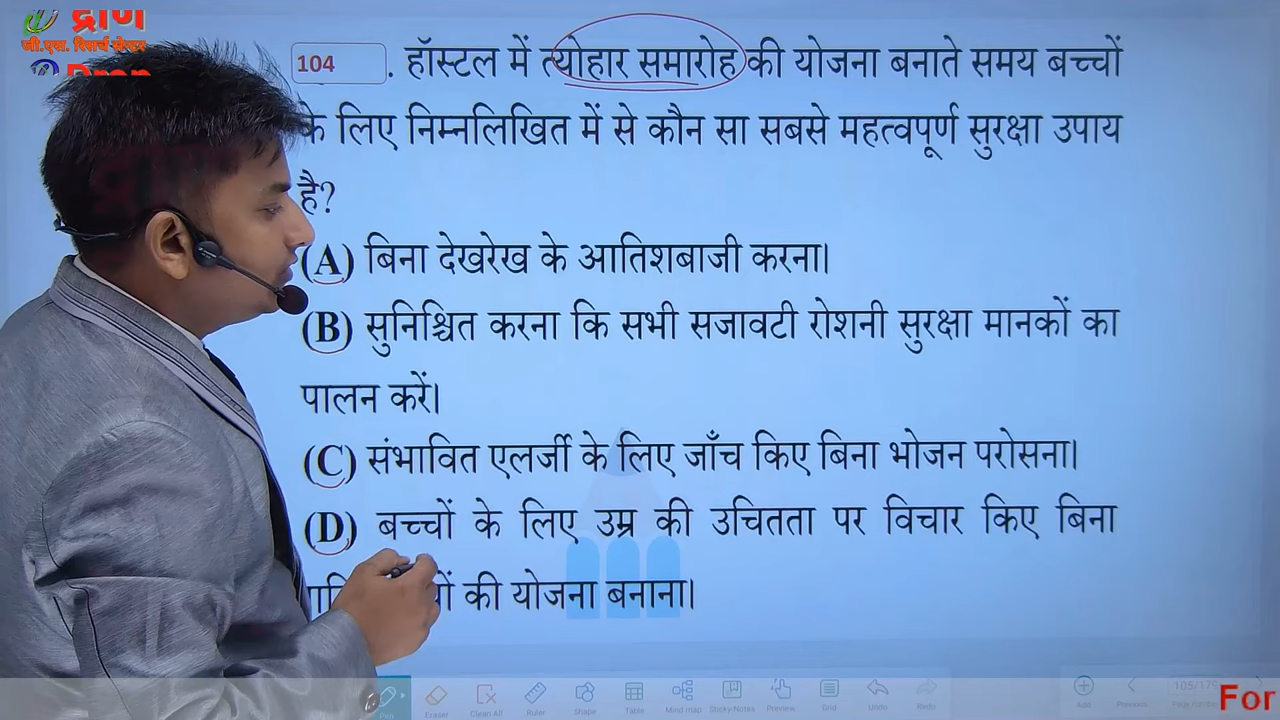 द्रोण
जी.एस. रिसर्च सेन्टर
Dron
104 . हॉस्टल में त्योहार समारोह की योजना बनाते समय बच्चों
के लिए निम्नलिखित में से कौन सा सबसे महत्वपूर्ण सुरक्षा उपाय
है?
(A) बिना देखरेख के आतिशबाजी करना।
(B) सुनिश्चित करना कि सभी सजावटी रोशनी सुरक्षा मानकों का
पालन करें।
(C) संभावित एलर्जी के लिए जाँच किए बिना भोजन परोसना।
(D) बच्चों के लिए उम्र की उचितता पर विचार किए बिना
की योजना बनाना।
Pen Eraser Clean All Ruler Shape Table Mind map Sticky Notes Preview Grid Undo Redo Add 105/179
For